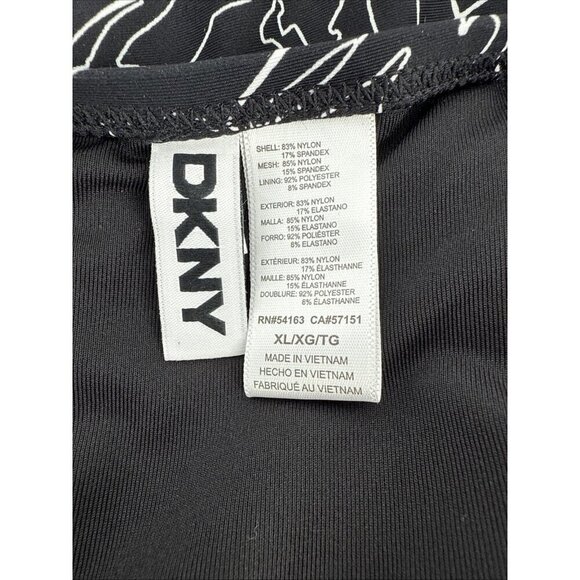 DKNY
SHELL: 83% NYLON
17% SPANDEX
MESH: 85% NYLON
15% SPANDEX
LINING: 92% POLYESTER
8% SPANDEX
EXTERIOR: 83% NYLON
17% ELASTANO
MALLA: 85% NYLON
15% ELASTANO
FORRO: 92% POLIÉSTER
8% ELASTANO
EXTÉRIEUR: 83% NYLON
17% ÉLASTHANNE
MAILLE: 85% NYLON
15% ÉLASTHANNE
DOUBLURE: 92% POLYESTER
8% ÉLASTHANNE
RN#54163 CA#57151
XL/XG/TG
MADE IN VIETNAM
HECHO EN VIETNAM
FABRIQUÉ AU VIETNAM